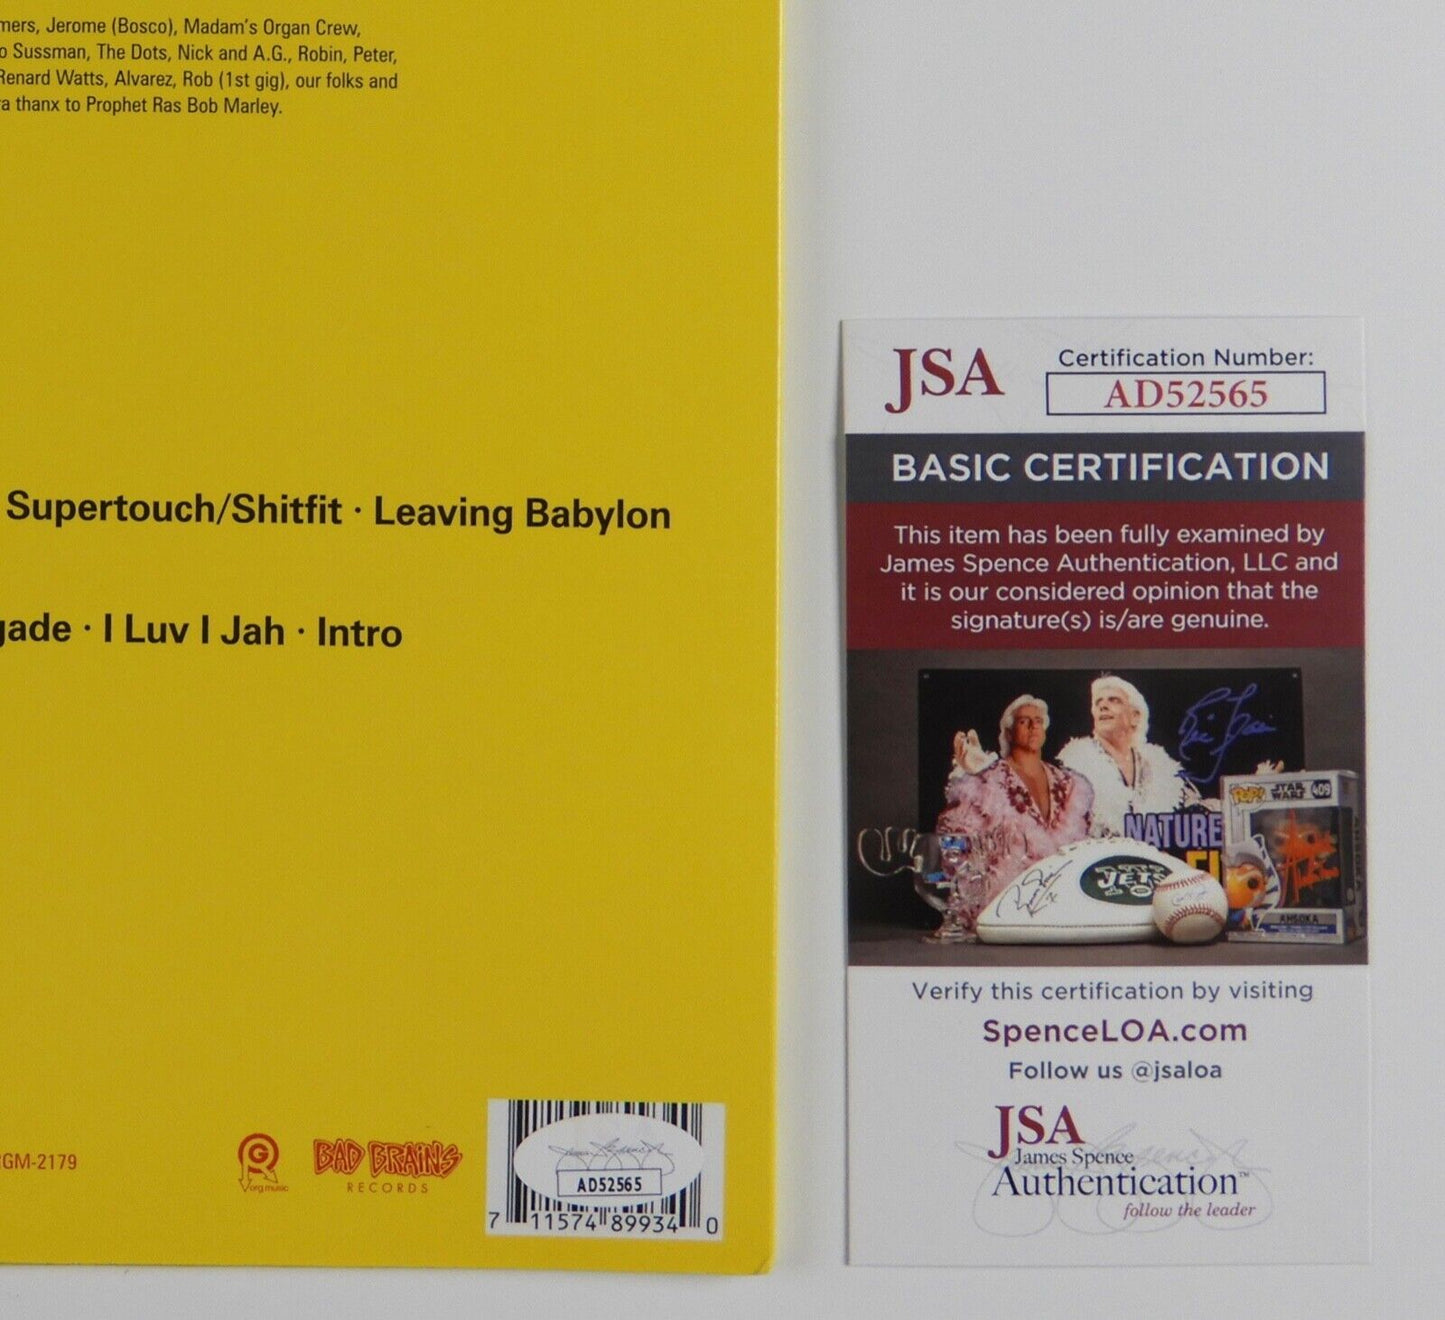 Jerome (Bosco), Madam's Organ Crew,
Sussman, The Dots, Nick and A.G., Robin, Peter,
Renard Watts, Alvarez, Rob (1st gig), our folks and
thanx to Prophet Ras Bob Marley.
Supertouch/Shitfit · Leaving Babylon
· I Luv I Jah · Intro
GM-2179
G
org music
BAD BRAINS
RECORDS
AD52565
7 11574 89934 0
JSA
Certification Number:
AD52565
BASIC CERTIFICATION
This item has been fully examined by
James Spence Authentication, LLC and
it is our considered opinion that the
signature(s) is/are genuine.
NATURE
JETS
POP!
STAR WARS
409
AHSOKA
Verify this certification by visiting
SpenceLOA.com
Follow us @jsaloa
JSA
James Spence
Authentication™
follow the leader